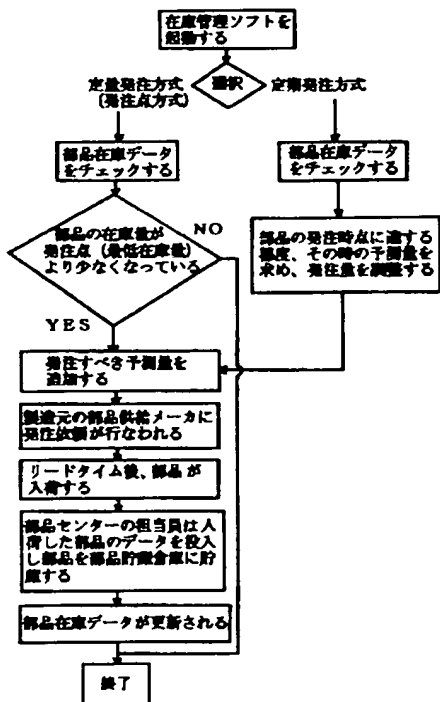 在庫管理ソフトを
起動する
選択
定量発注方式
(発注点方式)
定期発注方式
部品在庫データ
をチェックする
部品在庫データ
をチェックする
部品の在庫量が
発注点(最低在庫量)
より少なくなっている
NO
YES
部品の発注時点に達する
都度、その時の予測量を
求め、発注量を調整する
発注すべき予測量を
追加する
製造元の部品供給メーカに
発注依頼が行なわれる
リードタイム後、部品が
入荷する
部品センターの担当員は入
荷した部品のデータを投入
し部品を部品貯蔵倉庫に貯
蔵する
部品在庫データが更新される
終了